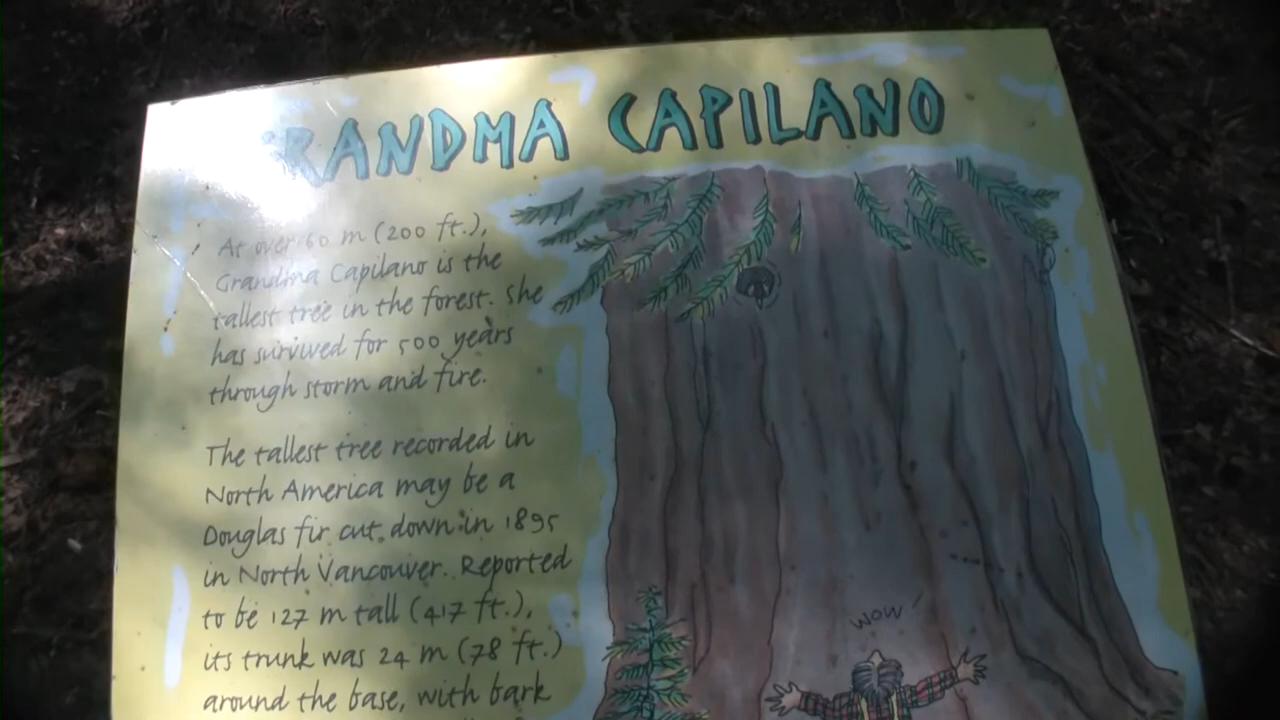 GRANDMA CAPILANO
At over 60 m (200 ft.),
Grandma Capilano is the
tallest tree in the forest. She
has survived for 500 years
through storm and fire.
The tallest tree recorded in
North America may be a
Douglas fir cut down in 1895
in North Vancouver. Reported
to be 127 m tall (417 ft.),
its trunk was 24 m (78 ft.)
around the base, with bark
WOW!